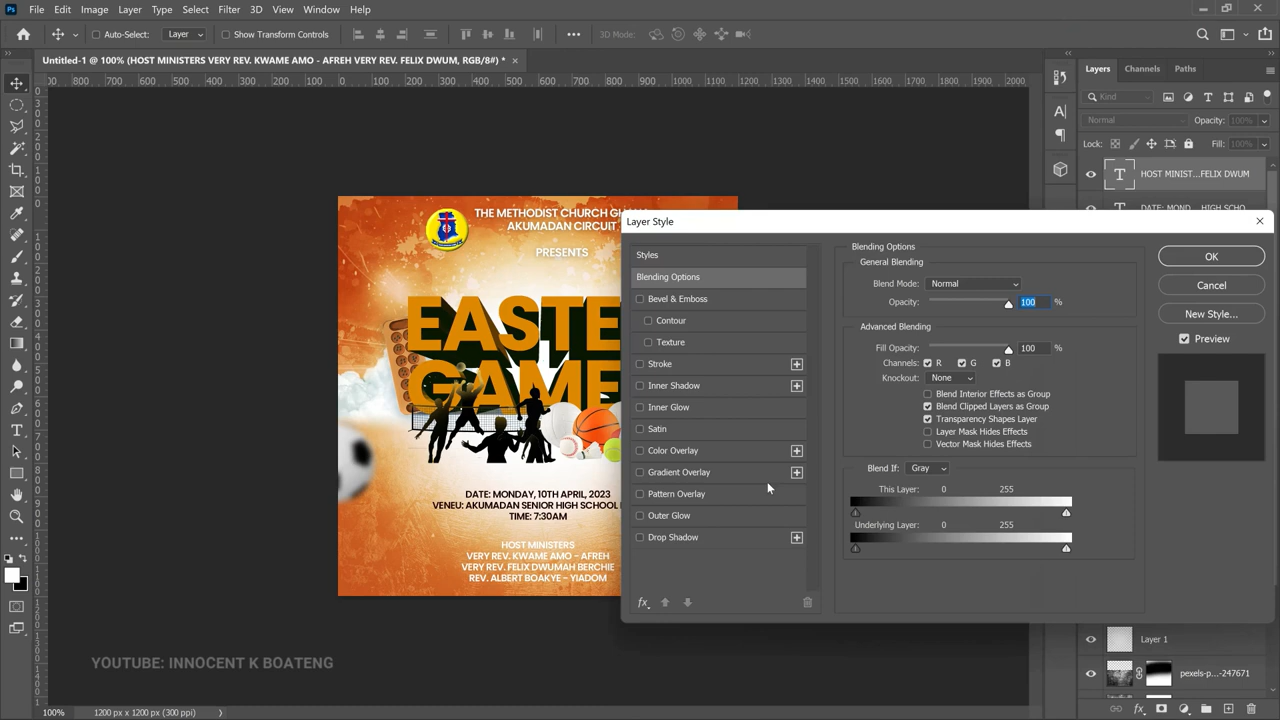 File Edit Image Layer Type Select Filter 3D View Window Help
Auto-Select: Layer Show Transform Controls 3D Mode:
Untitled-1 @ 100% (HOST MINISTERS VERY REV. KWAME AMO - AFREH VERY REV. FELIX DWUM, RGB/8#) *
Layers Channels Paths
Kind
Normal Opacity: 100%
Lock: Fill: 100%
HOST MINIST...FELIX DWUM
DATE: MOND... HIGH SCHO...
THE METHODIST CHURCH
AKUMADAN CIRCUIT
PRESENTS
EASTE
GAME
DATE: MONDAY, 10TH APRIL, 2023
VENEU: AKUMADAN SENIOR HIGH SCHOOL
TIME: 7:30AM
HOST MINISTERS
VERY REV. KWAME AMO - AFREH
VERY REV. FELIX DWUMAH BERCHIE
REV. ALBERT BOAKYE - YIADOM
Layer Style
Styles
Blending Options
Bevel & Emboss
Contour
Texture
Stroke
Inner Shadow
Inner Glow
Satin
Color Overlay
Gradient Overlay
Pattern Overlay
Outer Glow
Drop Shadow
fx
Blending Options
General Blending
Blend Mode: Normal
Opacity: 100 %
Advanced Blending
Fill Opacity: 100 %
Channels: R G B
Knockout: None
Blend Interior Effects as Group
Blend Clipped Layers as Group
Transparency Shapes Layer
Layer Mask Hides Effects
Vector Mask Hides Effects
Blend If: Gray
This Layer: 0 255
Underlying Layer: 0 255
OK
Cancel
New Style...
Preview
Layer 1
pexels-p...-247671
YOUTUBE: INNOCENT K BOATENG
100% 1200 px x 1200 px (300 ppi)